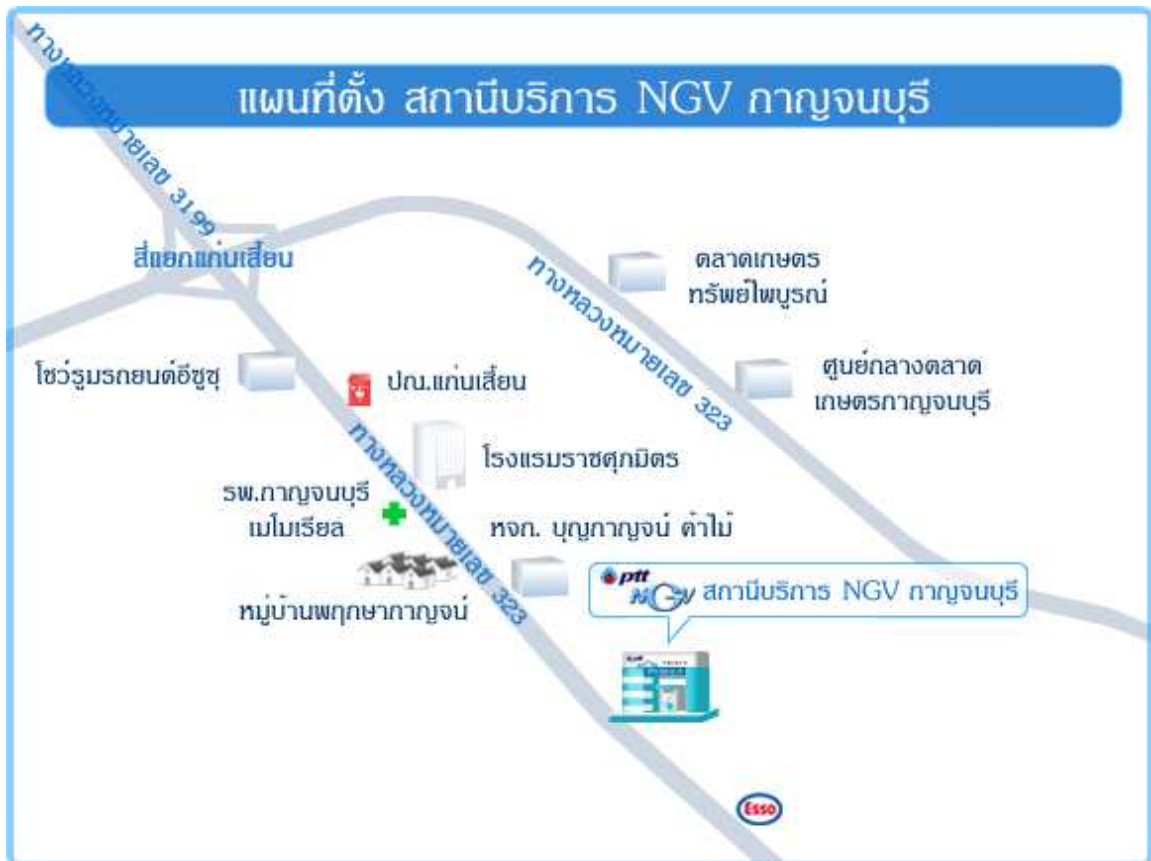 แผนที่ตั้ง สถานีบริการ NGV กาญจนบุรี
ทางหลวงหมายเลข 3199
สี่แยกแก่นเสี้ยน
ตลาดเกษตร
ทรัพย์ไพบูรณ์
ทางหลวงหมายเลข 323
โชว์รูมรถยนต์อีซูซุ
ปณ.แก่นเสี้ยน
ศูนย์กลางตลาด
เกษตรกาญจนบุรี
โรงแรมราชศุภมิตร
รพ.กาญจนบุรี
เมโมเรียล
ทางหลวงหมายเลข 323
หจก. บุญกาญจน์ ค้าไม้
หมู่บ้านพฤกษากาญจน์
ptt
NGV สถานีบริการ NGV กาญจนบุรี
Esso